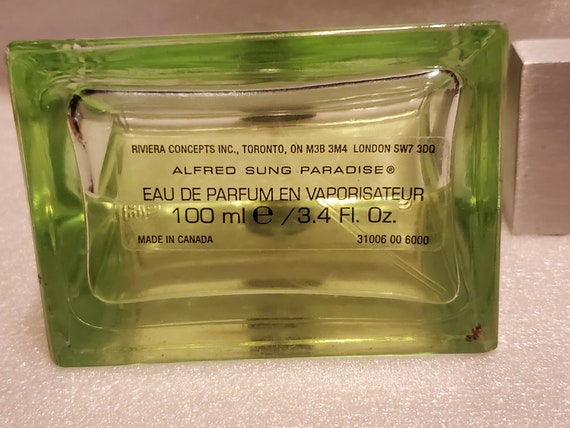 RIVIERA CONCEPTS INC., TORONTO, ON M3B 3M4 LONDON SW7 3DQ
ALFRED SUNG PARADISE®
EAU DE PARFUM EN VAPORISATEUR
100 ml ℮ /3.4 Fl. Oz.
MADE IN CANADA 31006 00 6000